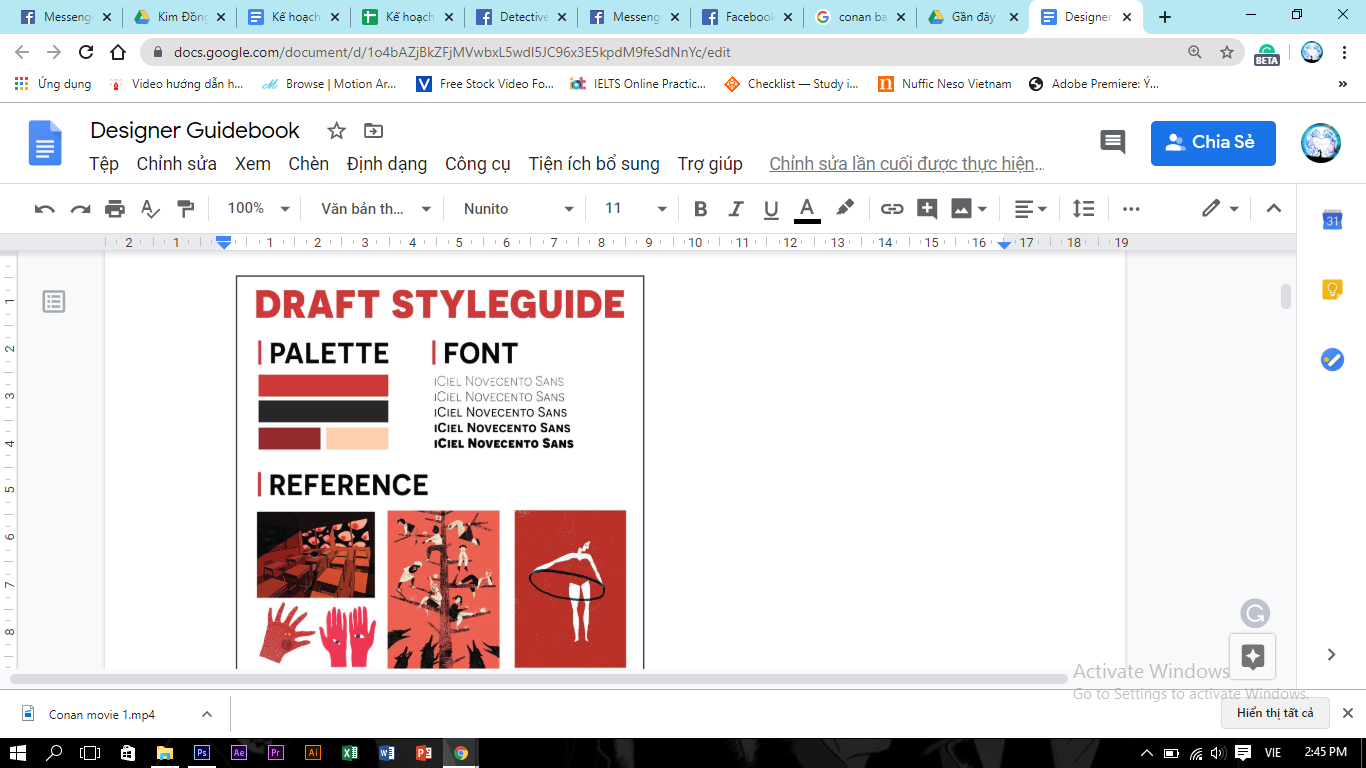 Messeng
Kim Đồng
Kế hoạch
Kế hoạch
Detective
Messeng
Facebook
conan ba
Gần đây
Designer
docs.google.com/document/d/1o4bAZjBkZFjMVwbxL5wdI5JC96x3E5kpdM9feSdNnYc/edit
BETA
Ứng dụng
Video hướng dẫn h...
Browse | Motion Ar...
Free Stock Video Fo...
IELTS Online Practic...
Checklist — Study i...
Nuffic Neso Vietnam
Adobe Premiere: Ý...
»
Designer Guidebook
Tệp Chỉnh sửa Xem Chèn Định dạng Công cụ Tiện ích bổ sung Trợ giúp Chỉnh sửa lần cuối được thực hiện…
Chia Sẻ
100% Văn bản th... Nunito 11 B I U A
2 1 1 2 3 4 5 6 7 8 9 10 11 12 13 14 15 16 17 18 19
31
1
2
3
4
5
6
7
8
DRAFT STYLEGUIDE
PALETTE
FONT
iCiel Novecento Sans
iCiel Novecento Sans
iCiel Novecento Sans
iCiel Novecento Sans
iCiel Novecento Sans
REFERENCE
Activate Windows
Go to Settings to activate Windows.
Conan movie 1.mp4
Hiển thị tất cả
Ps Ae Pr Ai
VIE
2:45 PM